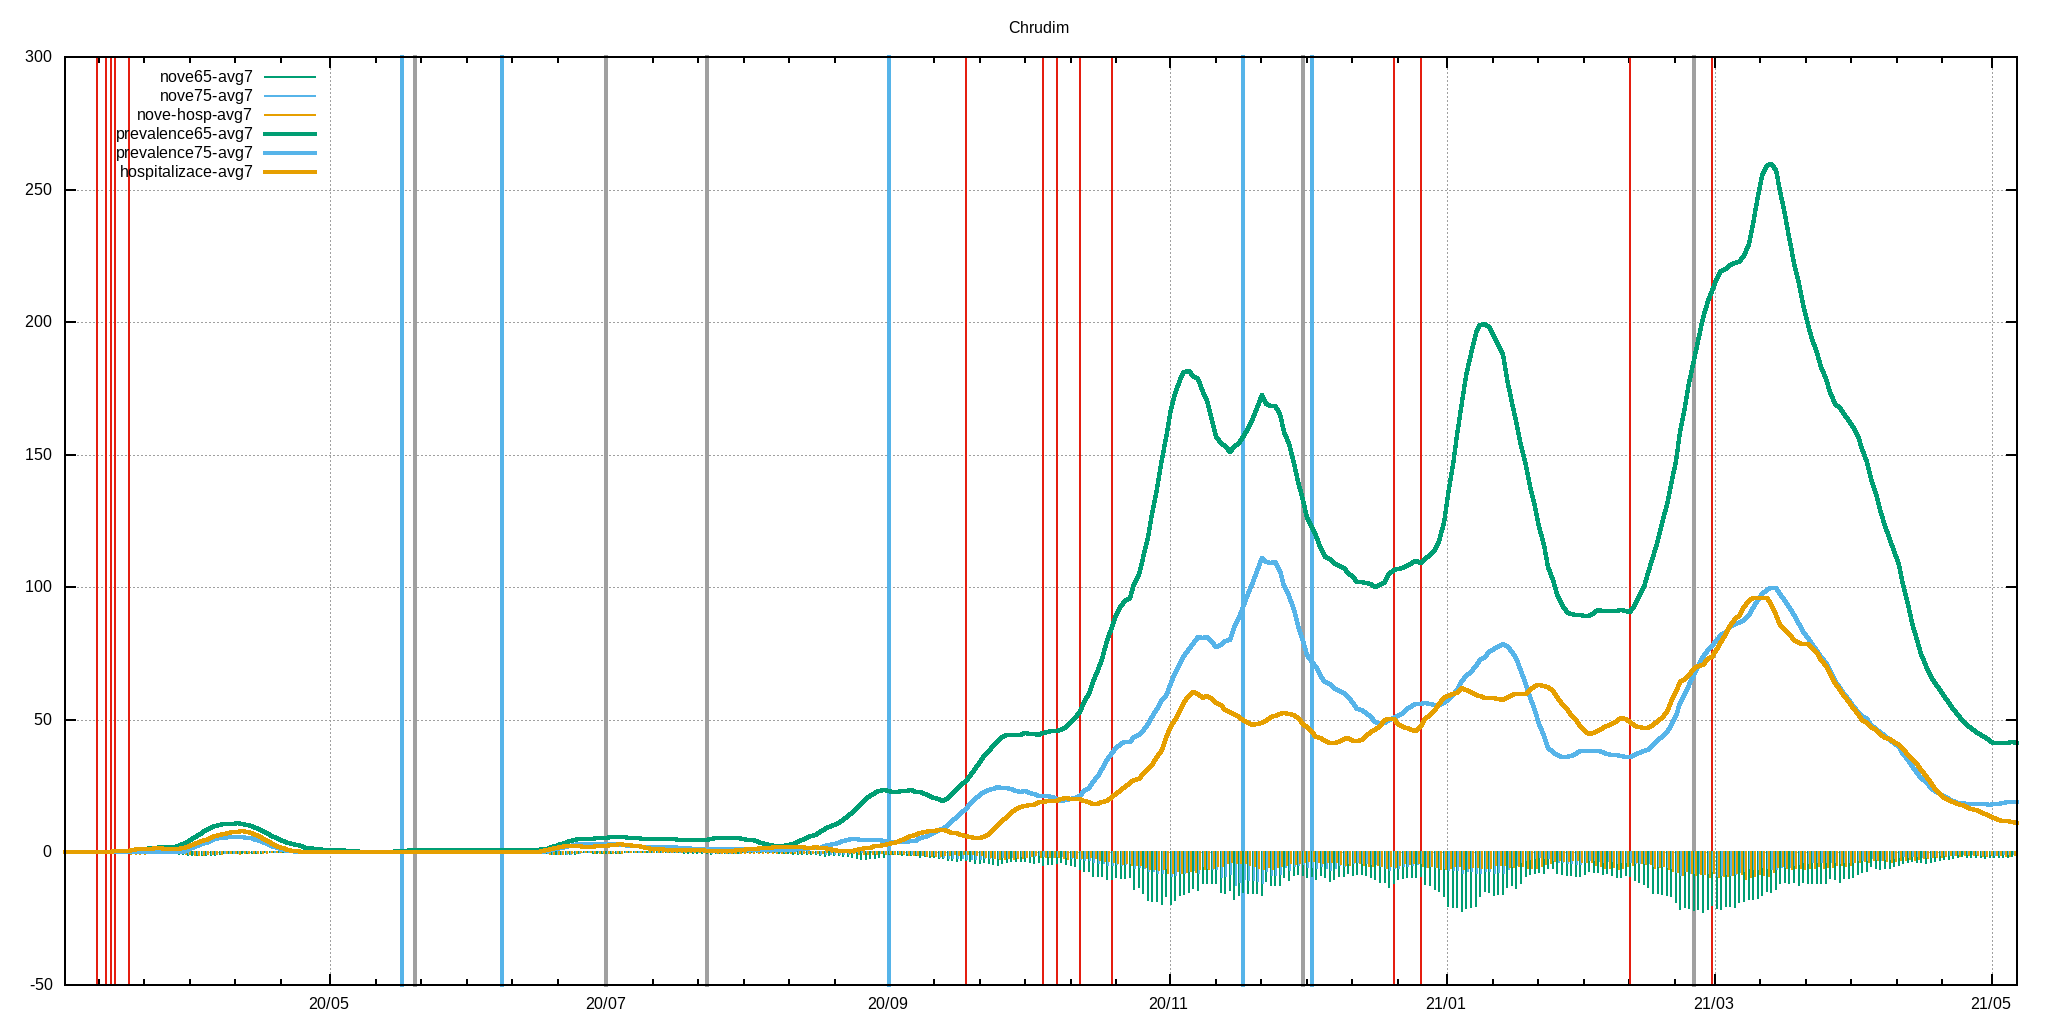 Chrudim
300
nove65-avg7
nove75-avg7
nove-hosp-avg7
prevalence65-avg7
prevalence75-avg7
hospitalizace-avg7
250
200
150
100
50
0
-50
20/05 20/07 20/09 20/11 21/01 21/03 21/05